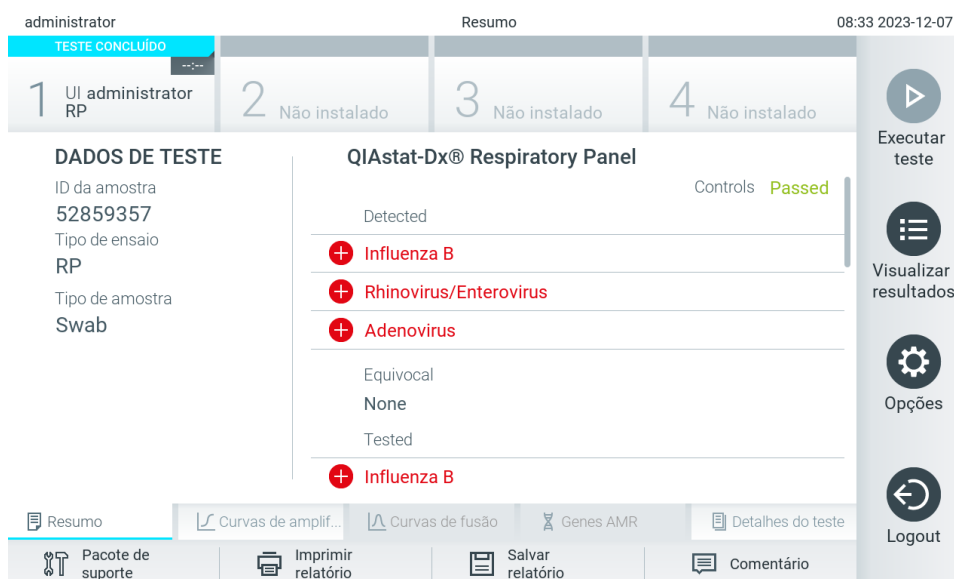 administrator
Resumo
08:33 2023-12-07
TESTE CONCLUÍDO
--:--
1 UI administrator
RP
2 Não instalado
3 Não instalado
4 Não instalado
Executar
teste
DADOS DE TESTE
ID da amostra
52859357
Tipo de ensaio
RP
Tipo de amostra
Swab
QIAstat-Dx® Respiratory Panel
Controls Passed
Detected
Influenza B
Rhinovirus/Enterovirus
Adenovirus
Equivocal
None
Tested
Influenza B
Visualizar
resultados
Opções
Logout
Resumo
Curvas de amplif...
Curvas de fusão
Genes AMR
Detalhes do teste
Pacote de
suporte
Imprimir
relatório
Salvar
relatório
Comentário